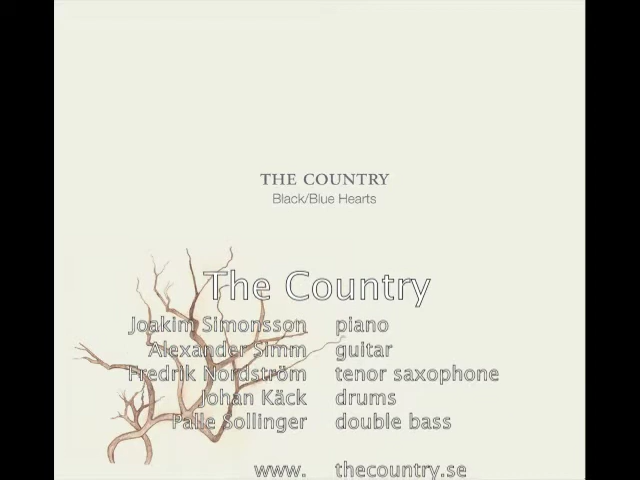 THE COUNTRY
Black/Blue Hearts
The Country
Joakim Simonsson piano
Alexander Simm guitar
Fredrik Nordström tenor saxophone
Johan Käck drums
Palle Sollinger double bass
www. thecountry.se